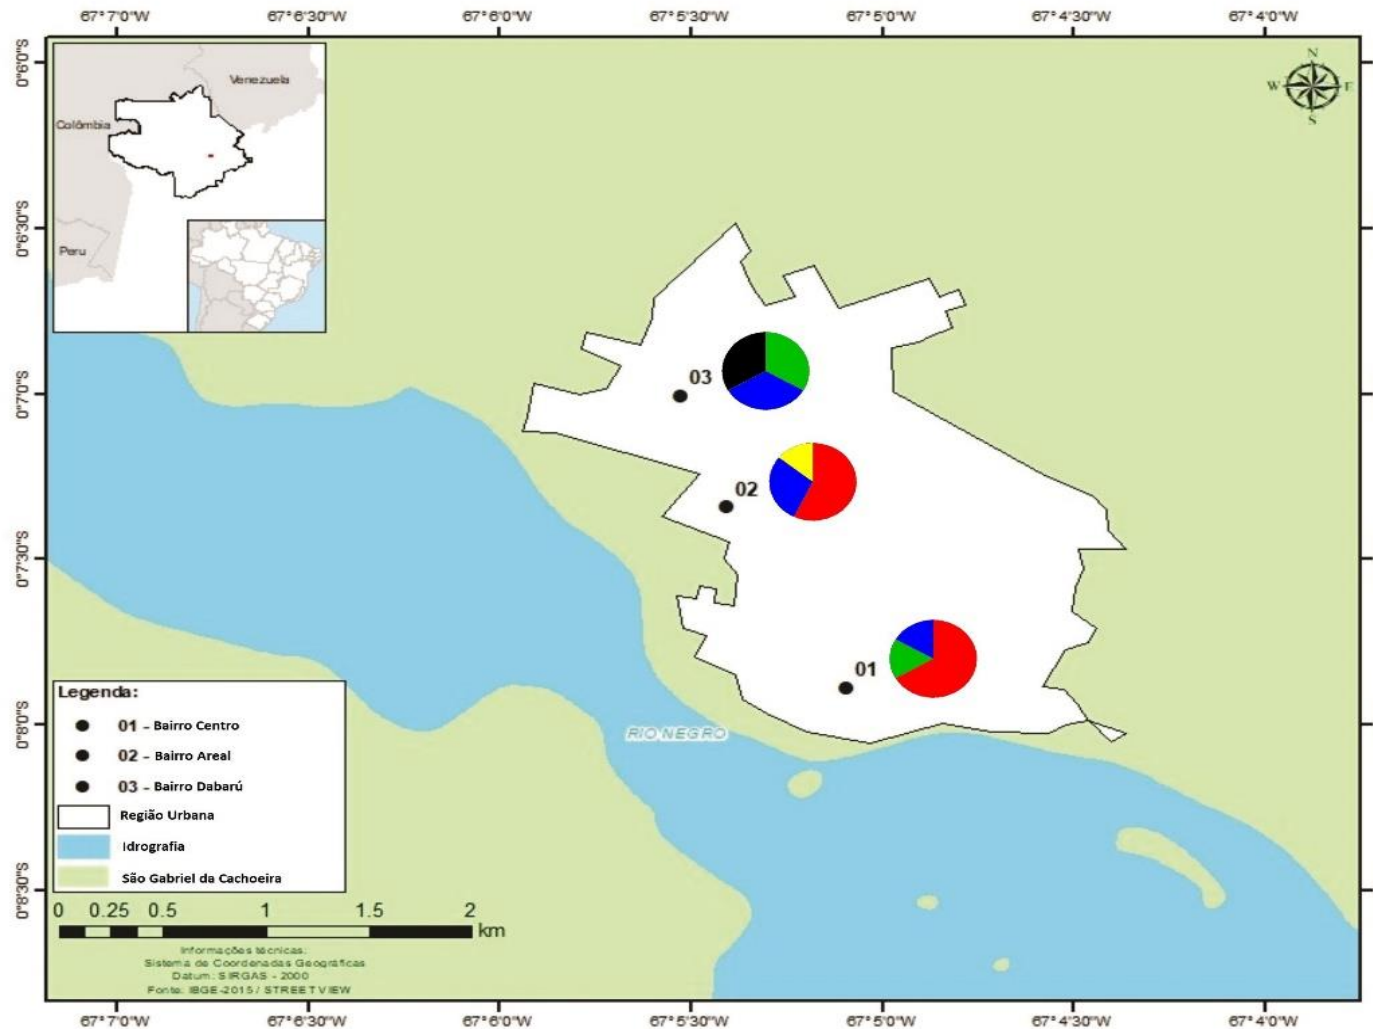 67°7'0"W 67°6'30"W 67°6'0"W 67°5'30"W 67°5'0"W 67°4'30"W 67°4'0"W
0°6'0"S
0°6'30"S
0°7'0"S
0°7'30"S
0°8'0"S
0°8'30"S
Venezuela
Colômbia
Peru
N
W E
S
03
02
01
RIO NEGRO
Legenda:
01 - Bairro Centro
02 - Bairro Areal
03 - Bairro Dabarú
Região Urbana
Idrografia
São Gabriel da Cachoeira
0 0.25 0.5 1 1.5 2
km
Informações técnicas:
Sistema de Coordenadas Geográficas
Datum: SIRGAS - 2000
Fonte: IBGE-2015 / STREET VIEW
67°7'0"W 67°6'30"W 67°6'0"W 67°5'30"W 67°5'0"W 67°4'30"W 67°4'0"W